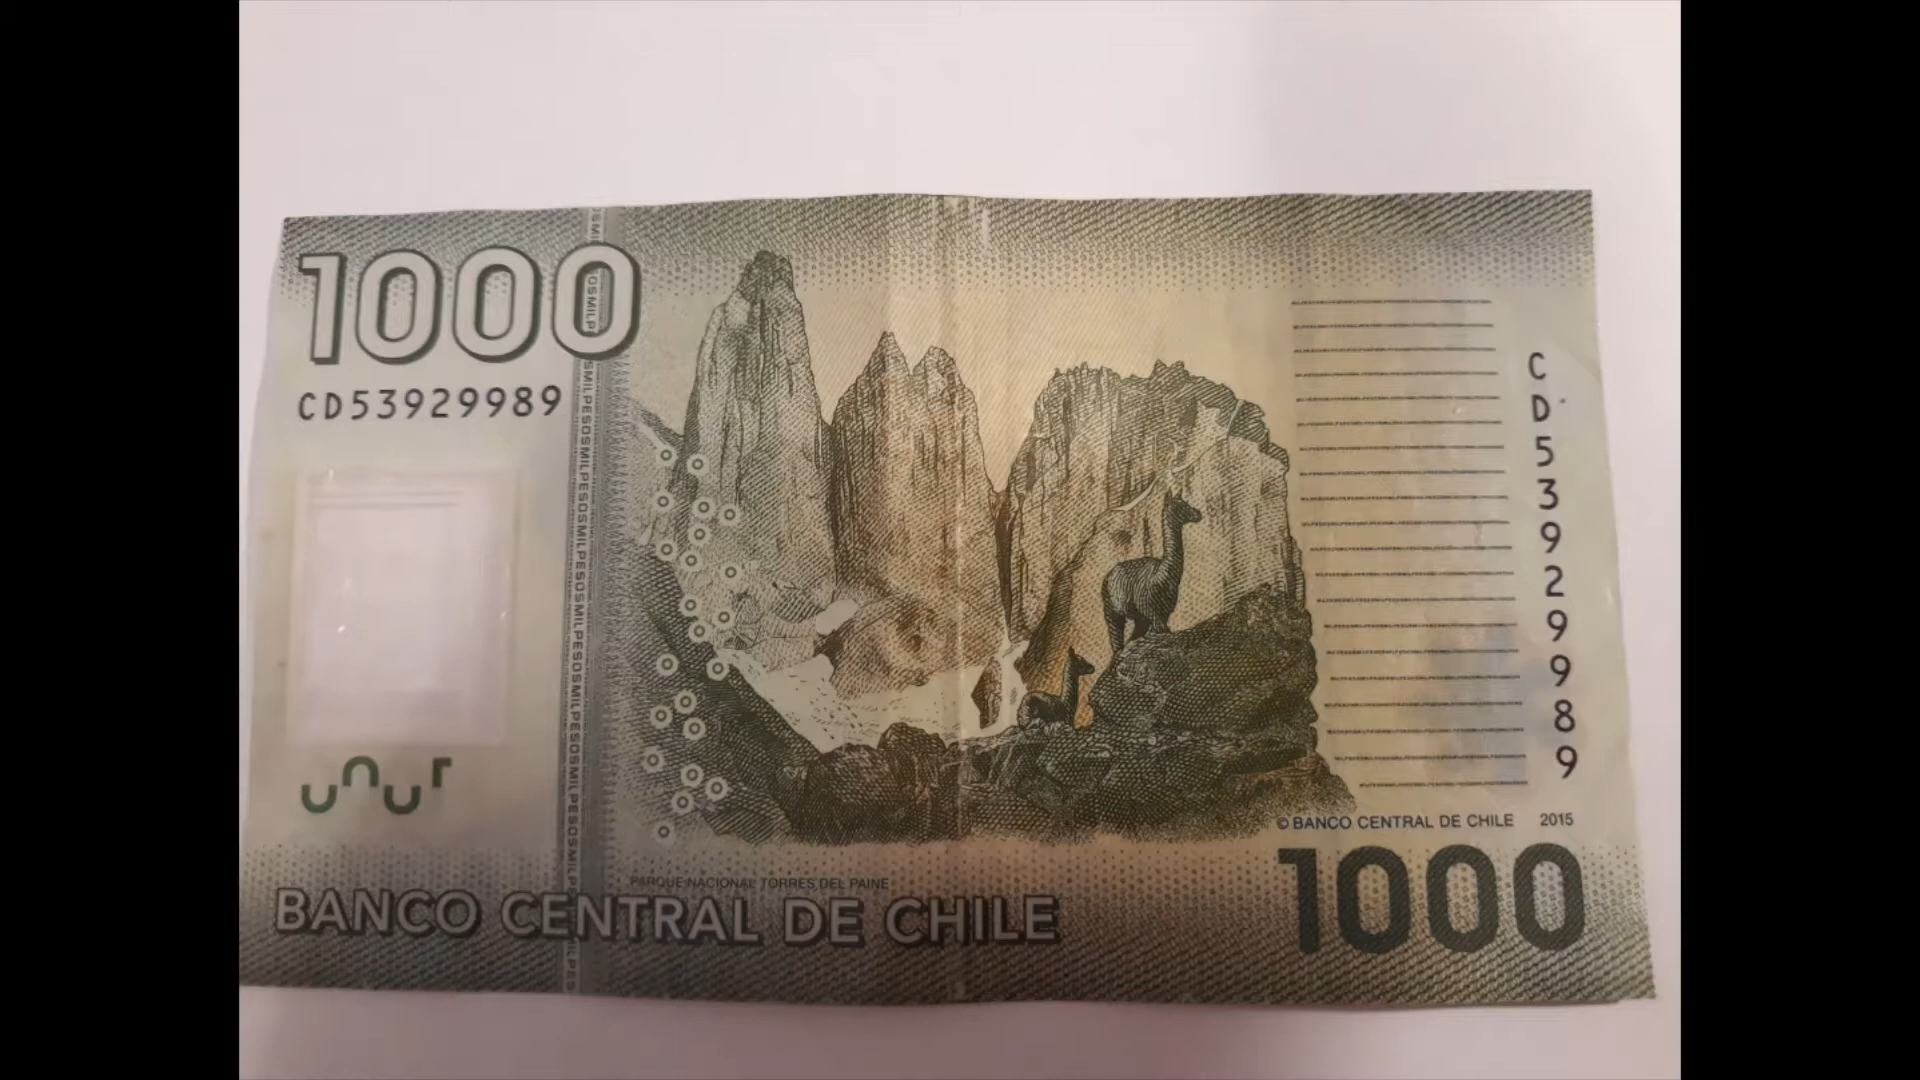 1000
CD53929989
C
D
5
3
9
2
9
9
8
9
© BANCO CENTRAL DE CHILE 2015
1000
PARQUE NACIONAL TORRES DEL PAINE
BANCO CENTRAL DE CHILE